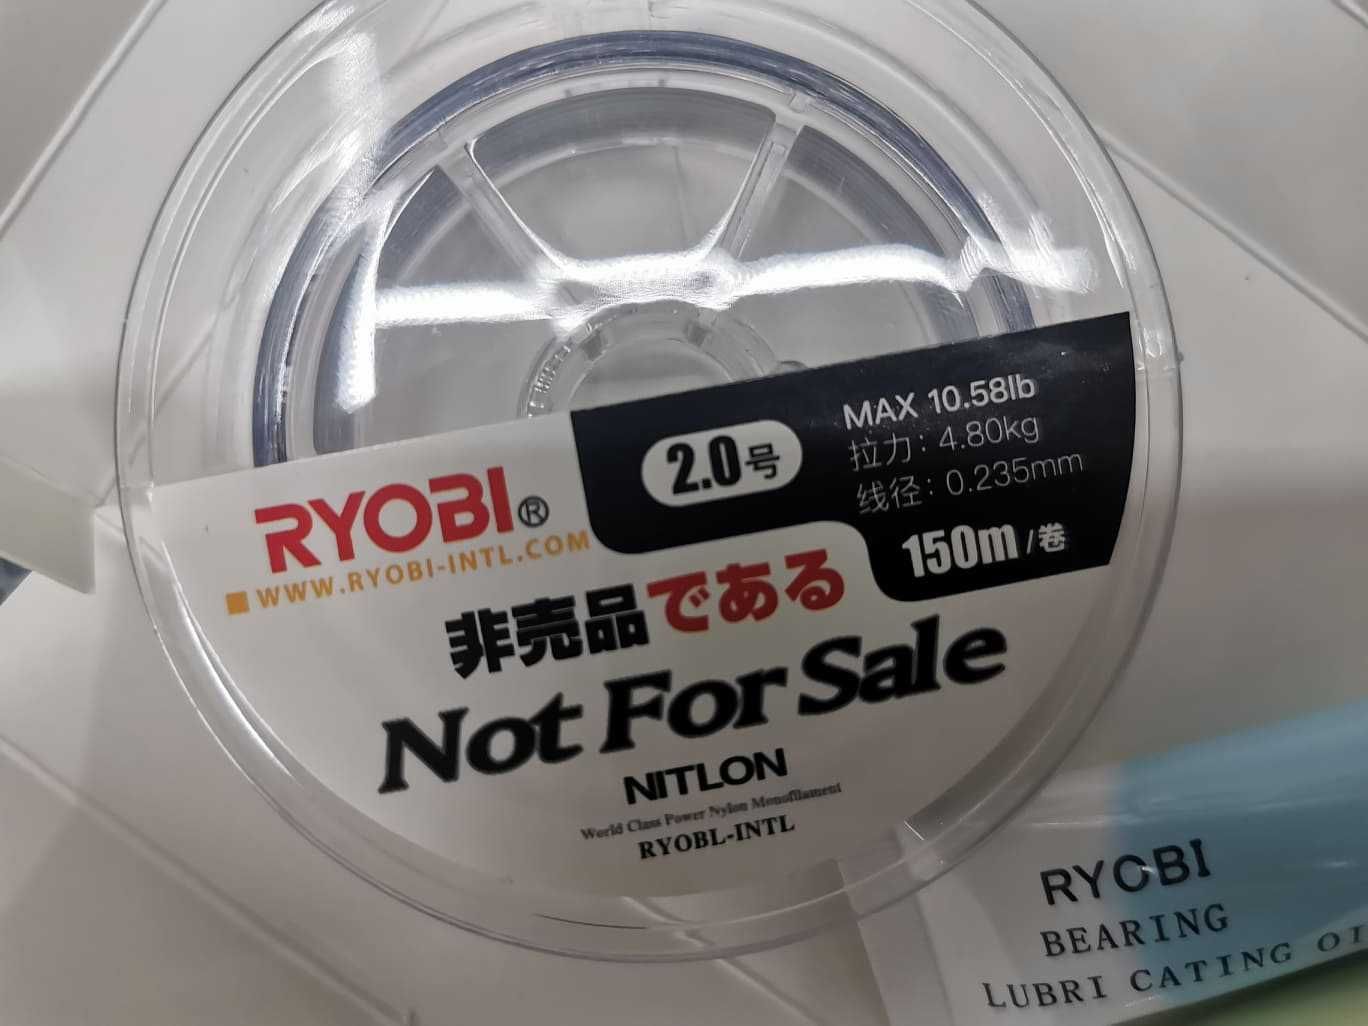 RYOBI®
WWW.RYOBI-INTL.COM
2.0号
MAX 10.58lb
拉力: 4.80kg
线径: 0.235mm
150m/卷
非売品である
Not For Sale
NITLON
World Class Power Nylon Monofilament
RYOBL-INTL
RYOBI
BEARING
LUBRI CATING